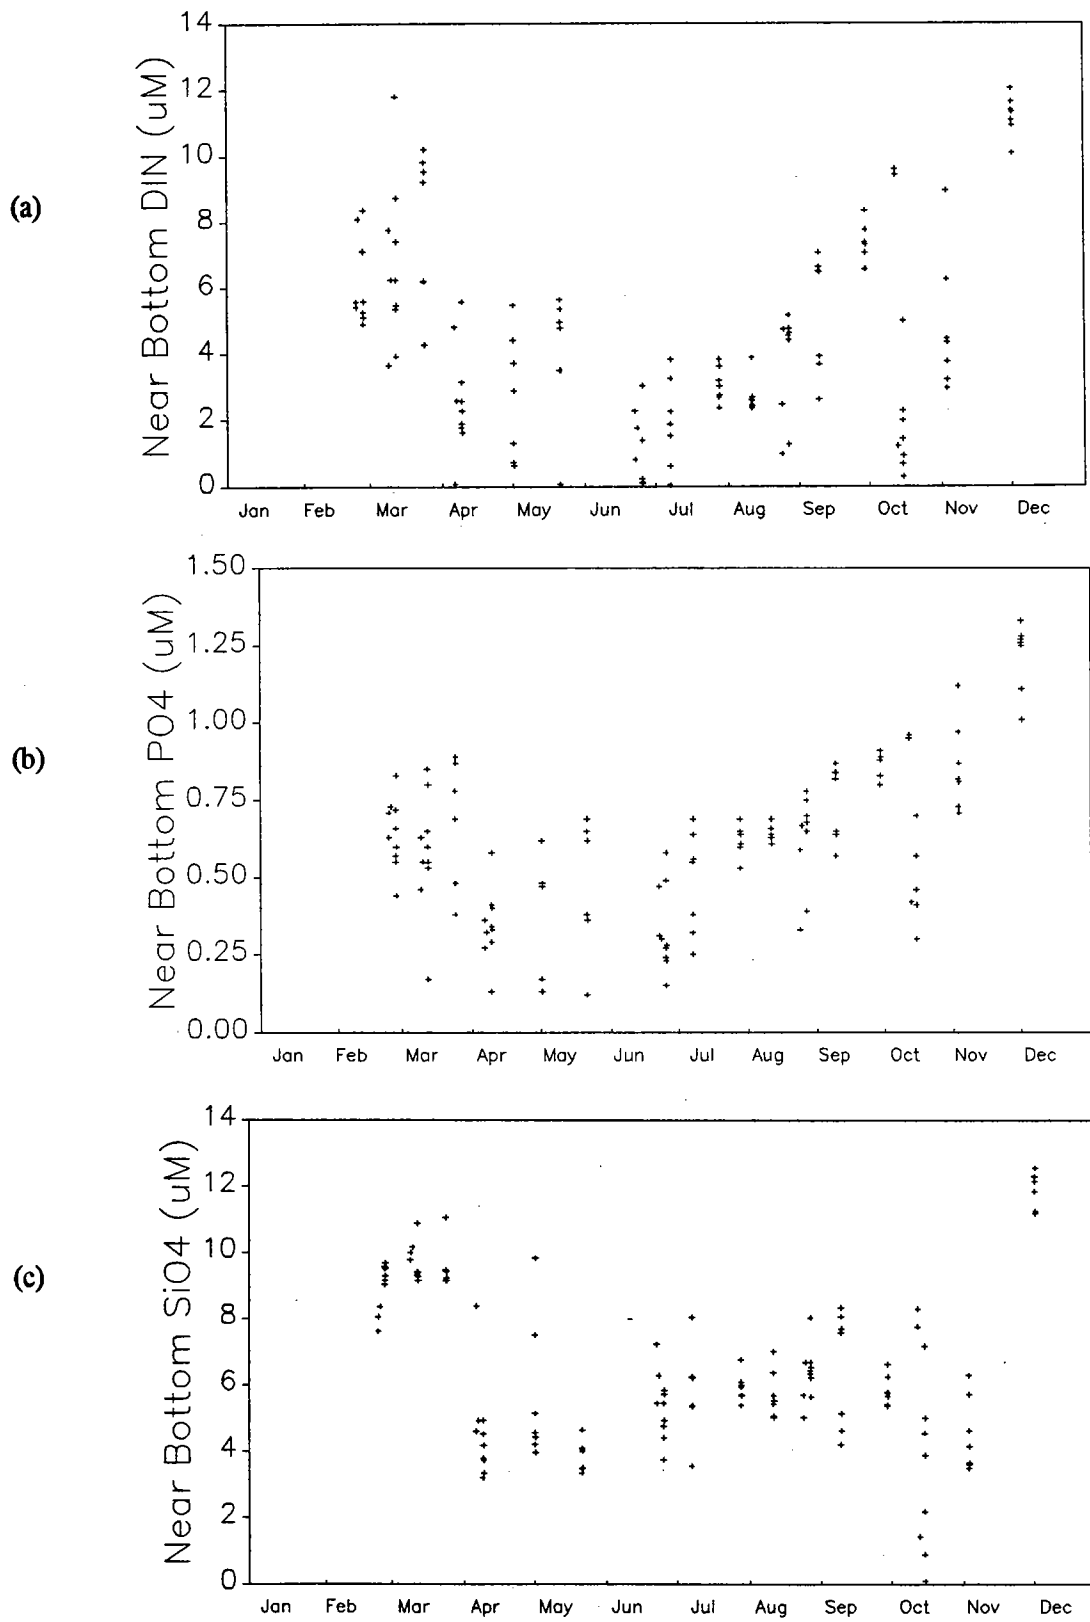 (a)
Near Bottom DIN (uM)
14
12
10
8
6
4
2
0
Jan Feb Mar Apr May Jun Jul Aug Sep Oct Nov Dec
(b)
Near Bottom PO4 (uM)
1.50
1.25
1.00
0.75
0.50
0.25
0.00
Jan Feb Mar Apr May Jun Jul Aug Sep Oct Nov Dec
(c)
Near Bottom SiO4 (uM)
14
12
10
8
6
4
2
0
Jan Feb Mar Apr May Jun Jul Aug Sep Oct Nov Dec